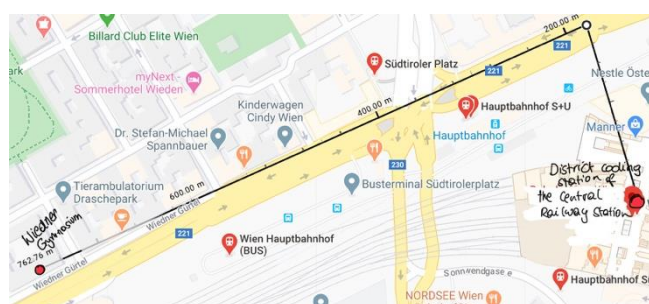 Billard Club Elite Wien
200.00 m
221
Südtiroler Platz
myNext -
Sommerhotel Wieden
221
Nestle Öste
Kinderwagen
Cindy Wien
400.00 m
Hauptbahnhof S+U
Manner
Dr. Stefan-Michael
Spannbauer
Hauptbahnhof
District cooling
station of
the Central
Railway Station
230
Tierambulatorium
Draschepark
600.00 m
Busterminal Südtirolerplatz
Wiedner
Gymnasium
Wiedner Gürtel
762.76 m
221
Wien Hauptbahnhof
(BUS)
Wiedner Gürtel
Sonnwendgasse
Hauptbahnhof S
NORDSEE Wien